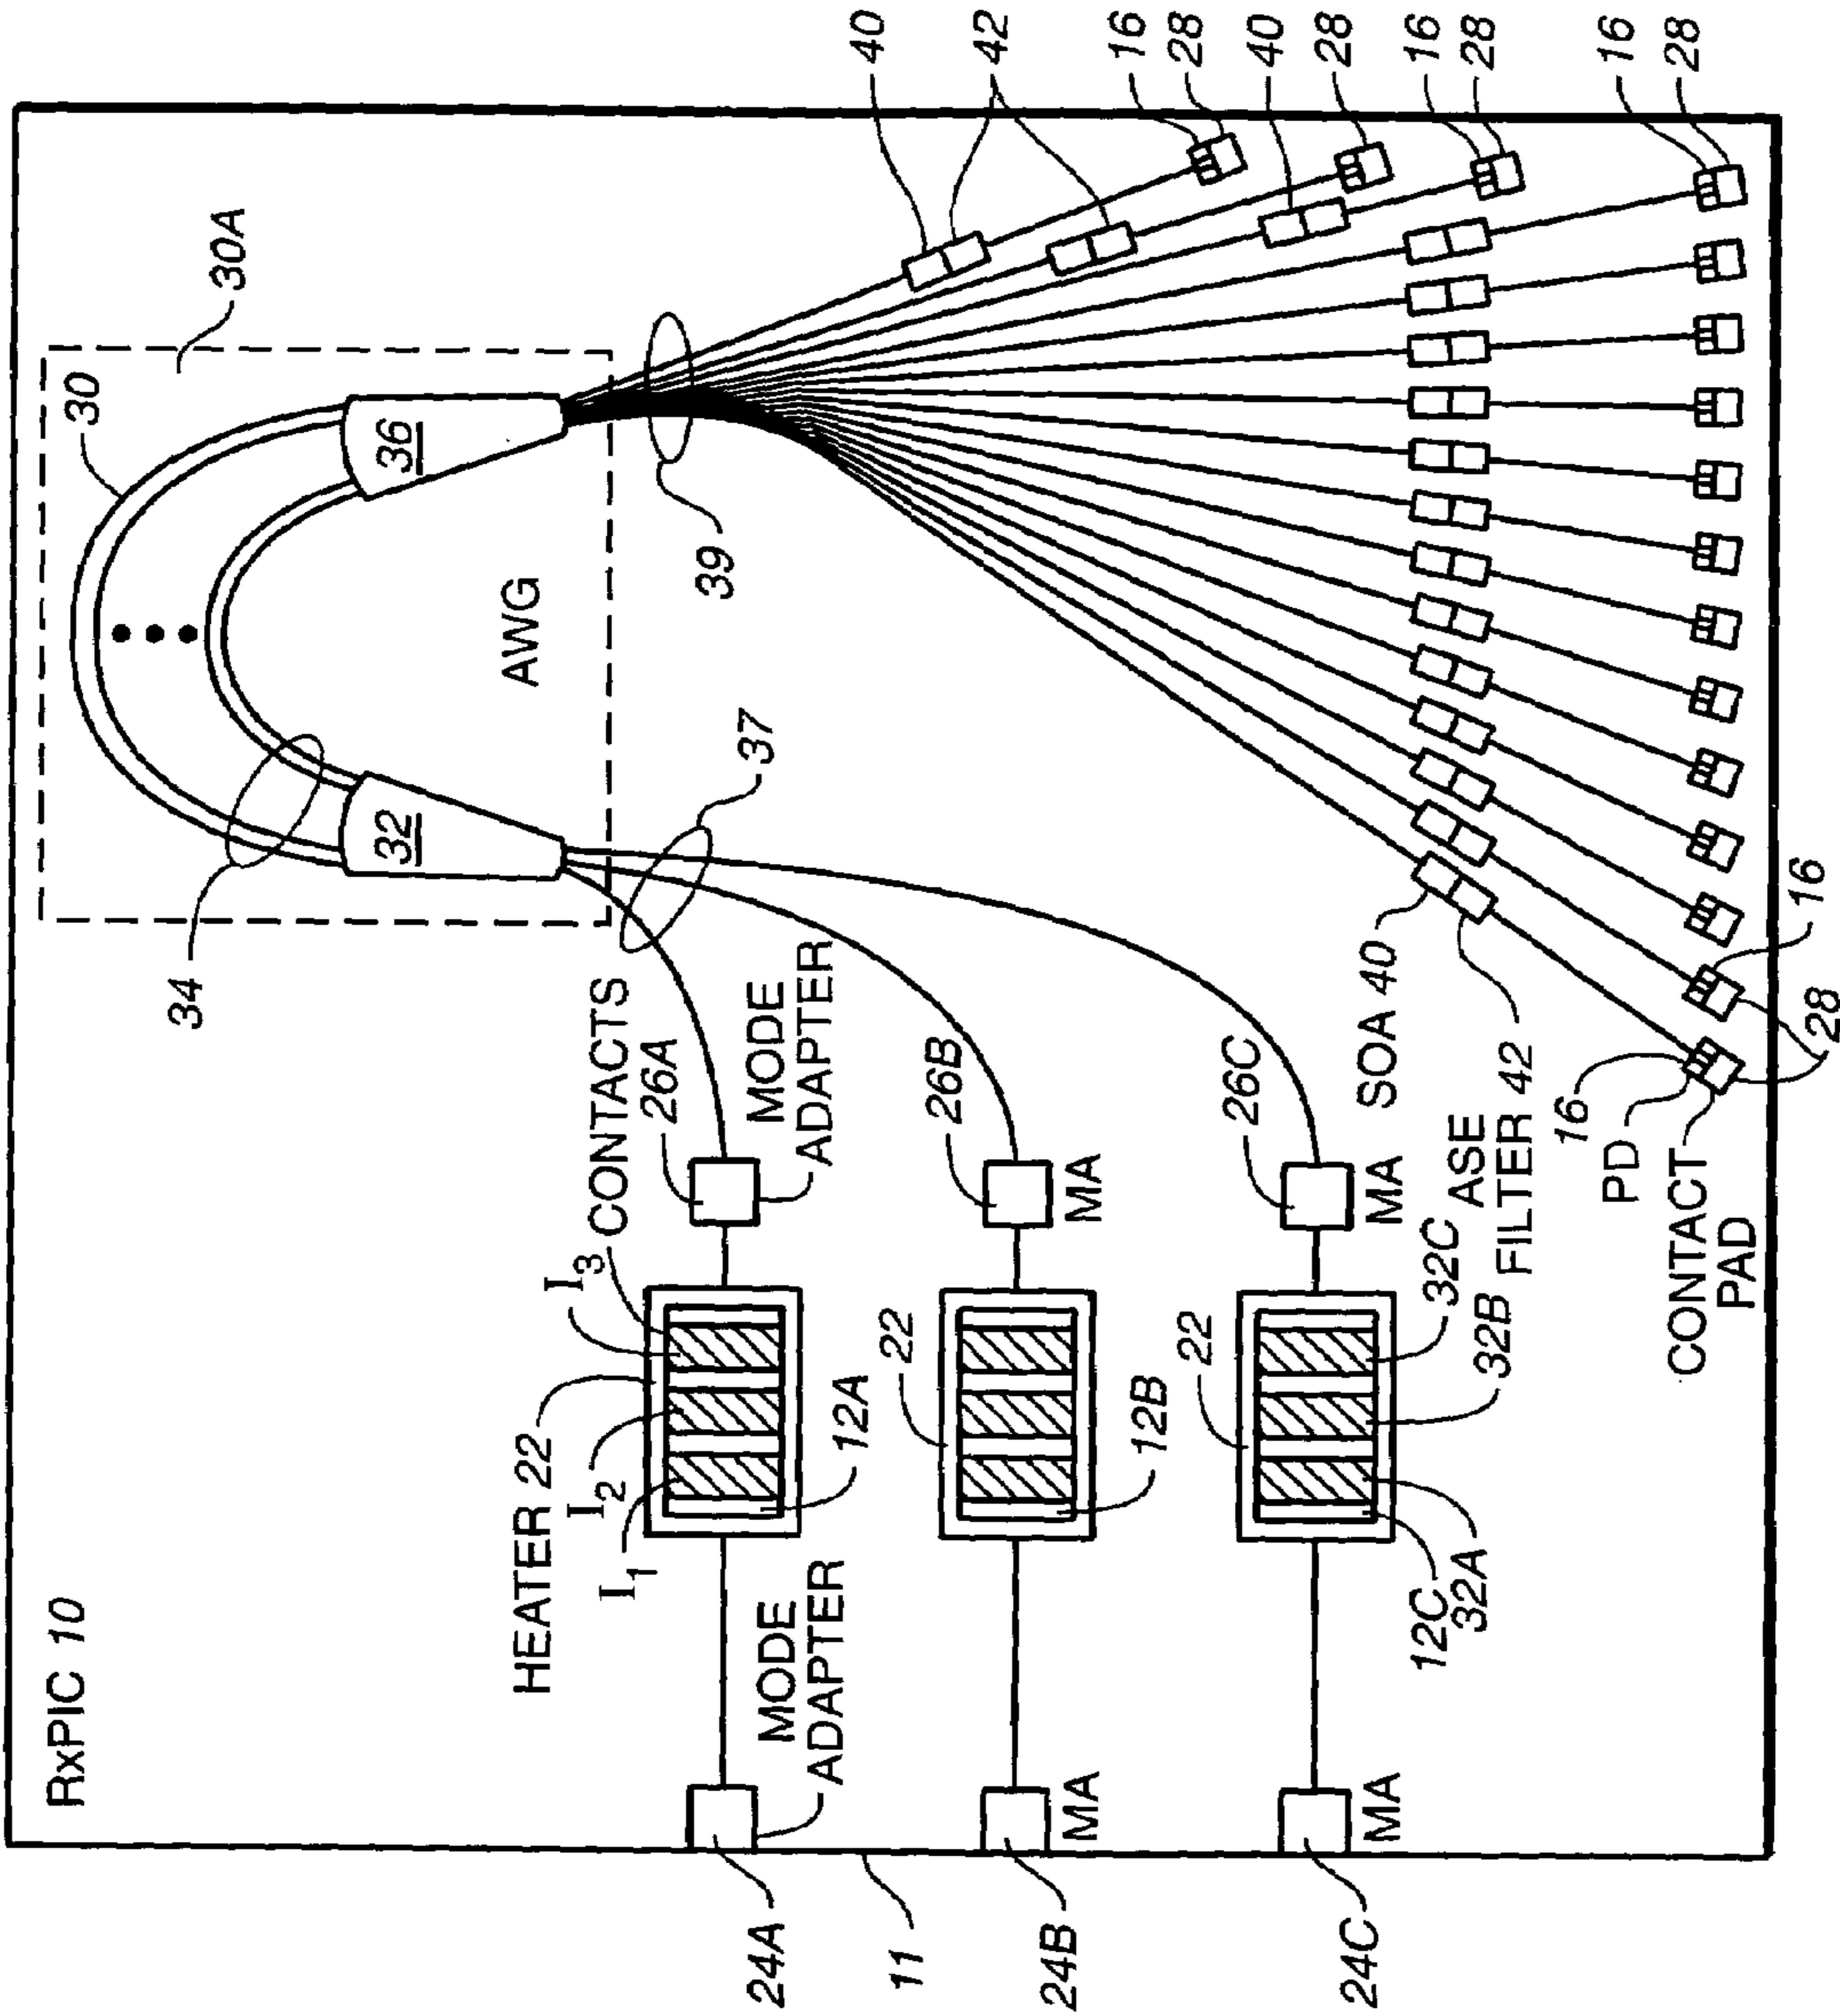 RxPIC 10
30
30A
36
32
34
AWG
37
39
40
42
16
28
40
28
16
28
16
28
HEATER 22
I1
I2
I3
CONTACTS
26A
MODE
ADAPTER
12A
MODE
ADAPTER
24A
11
22
26B
MA
12B
MA
24B
22
26C
MA
12C
32A
32B
32C
MA
24C
SOA 40
ASE
FILTER 42
16
PD
CONTACT
PAD
16
28